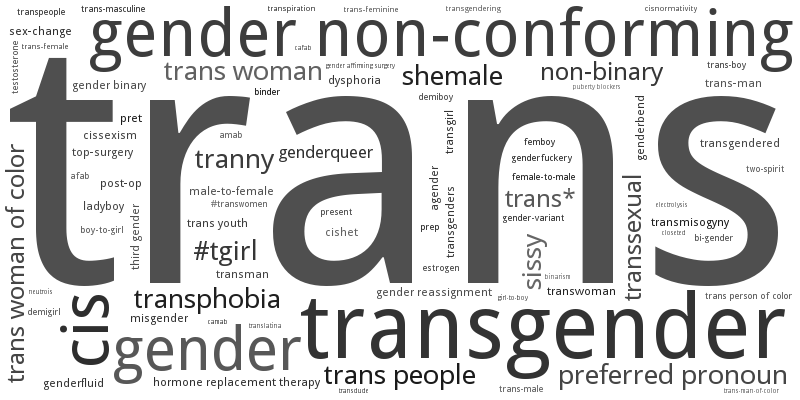 transpeople
trans-masculine
transpiration
trans-feminine
transgendering
cisnormativity
sex-change
gender non-conforming
trans-female
cafab
testosterone
trans woman
gender affirming surgery
shemale
non-binary
trans-boy
gender binary
dysphoria
trans-man
binder
puberty blockers
demiboy
genderbend
trans
pret
cissexism
amab
transgirl
femboy
transgendered
top-surgery
tranny
genderqueer
genderfuckery
afab
post-op
male-to-female
agender
female-to-male
two-spirit
ladyboy
#transwomen
trans*
transsexual
electrolysis
third gender
present
transgenders
gender-variant
boy-to-girl
trans youth
prep
transmisogyny
cishet
closeted
bi-gender
#tgirl
sissy
trans woman of color
transman
estrogen
binarism
neutrois
transphobia
gender reassignment
girl-to-boy
transwoman
trans person of color
demigirl
cis
misgender
camab
translatina
transgender
gender
genderfluid
hormone replacement therapy
trans people
preferred pronoun
transdude
trans-male
trans-man-of-color